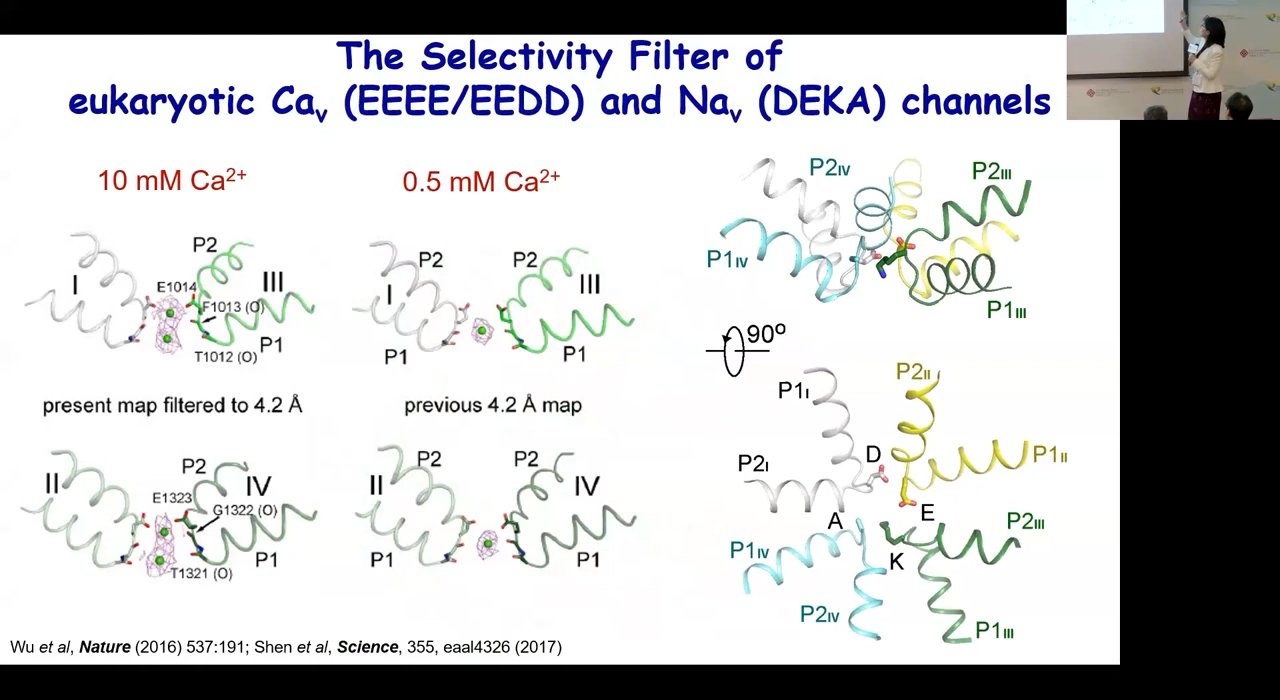 The Selectivity Filter of
eukaryotic Cav (EEEE/EEDD) and Nav (DEKA) channels
10 mM Ca2+
0.5 mM Ca2+
P2
I
E1014
III
F1013 (O)
T1012 (O)
P1
P2
P2
I
III
P1
P1
present map filtered to 4.2 Å
previous 4.2 Å map
II
P2
IV
E1323
G1322 (O)
P1
T1321 (O)
II
P2
P2
IV
P1
P1
P2IV
P2III
P1IV
P1III
90o
P1I
P2II
P2I
D
P1II
A
E
P2III
P1IV
K
P2IV
P1III
Wu et al, Nature (2016) 537:191; Shen et al, Science, 355, eaal4326 (2017)